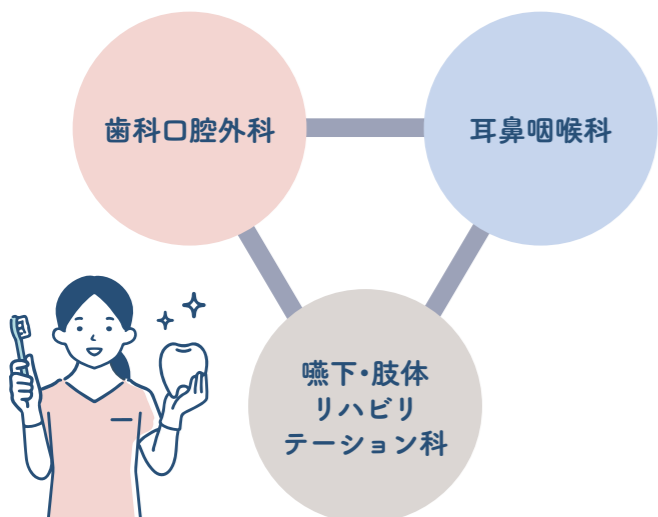 歯科口腔外科
耳鼻咽喉科
嚥下・肢体
リハビリ
テーション科